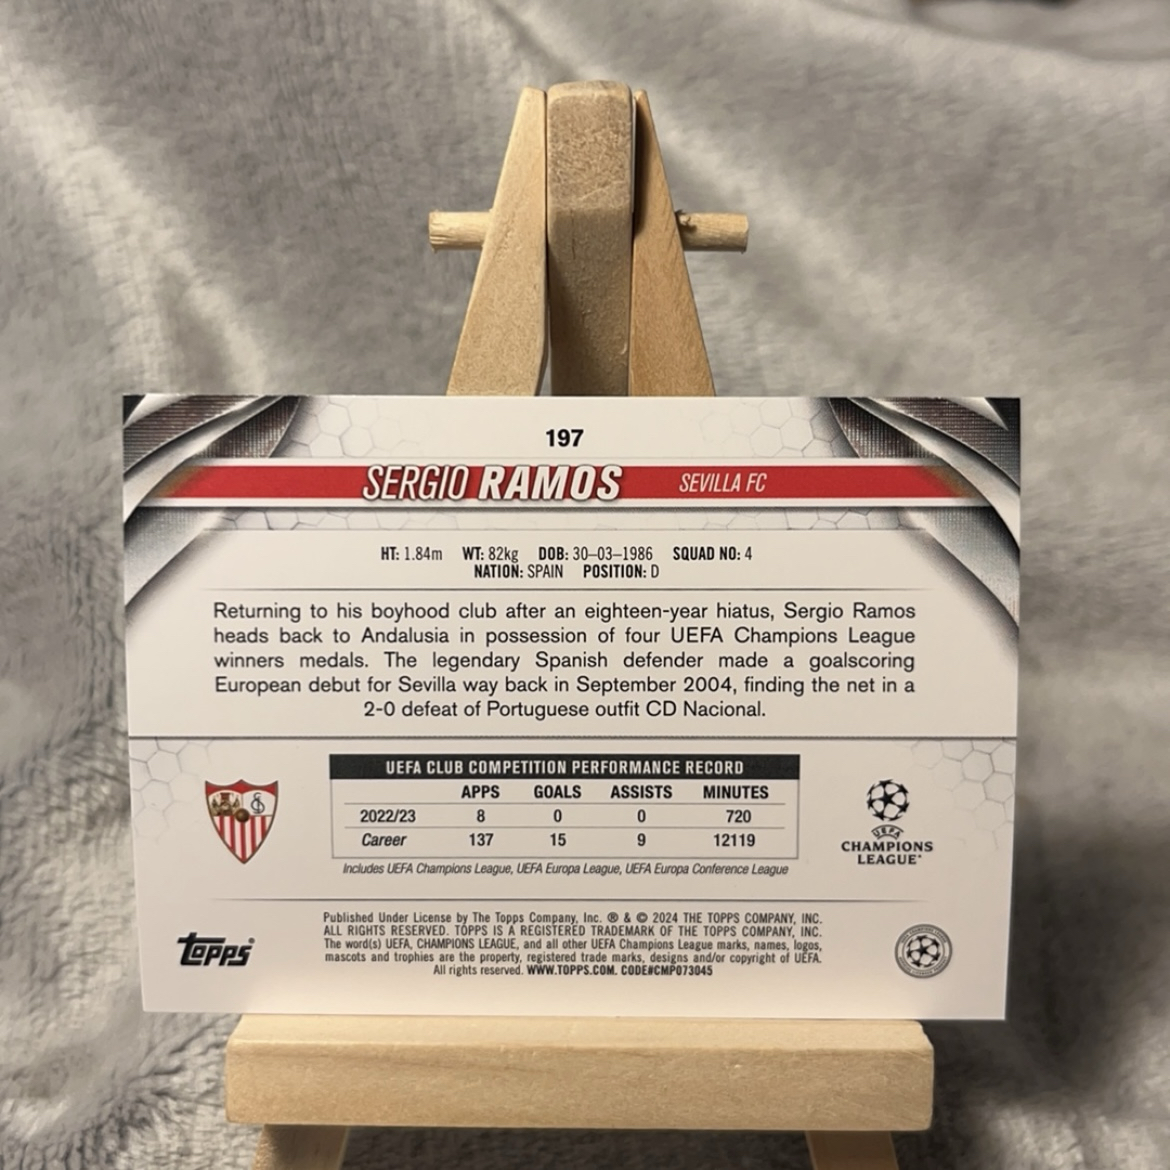 197
SERGIO RAMOS SEVILLA FC
HT: 1.84m WT: 82kg DOB: 30–03–1986 SQUAD NO: 4
NATION: SPAIN POSITION: D
Returning to his boyhood club after an eighteen-year hiatus, Sergio Ramos
heads back to Andalusia in possession of four UEFA Champions League
winners medals. The legendary Spanish defender made a goalscoring
European debut for Sevilla way back in September 2004, finding the net in a
2-0 defeat of Portuguese outfit CD Nacional.
UEFA CLUB COMPETITION PERFORMANCE RECORD
APPS GOALS ASSISTS MINUTES
2022/23 8 0 0 720
Career 137 15 9 12119
Includes UEFA Champions League, UEFA Europa League, UEFA Europa Conference League
UEFA
CHAMPIONS
LEAGUE
Published Under License by The Topps Company, Inc. ® & © 2024 THE TOPPS COMPANY, INC.
ALL RIGHTS RESERVED. TOPPS IS A REGISTERED TRADEMARK OF THE TOPPS COMPANY, INC.
The word(s) UEFA, CHAMPIONS LEAGUE, and all other UEFA Champions League marks, names, logos,
mascots and trophies are the property, registered trade marks, designs and/or copyright of UEFA.
All rights reserved. WWW.TOPPS.COM. CODE#CMP073045
topps®